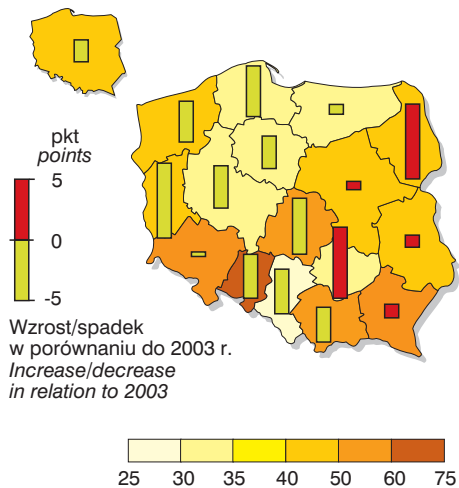 pkt
points
5
0
-5
Wzrost/spadek
w porównaniu do 2003 r.
Increase/decrease
in relation to 2003
25 30 35 40 50 60 75